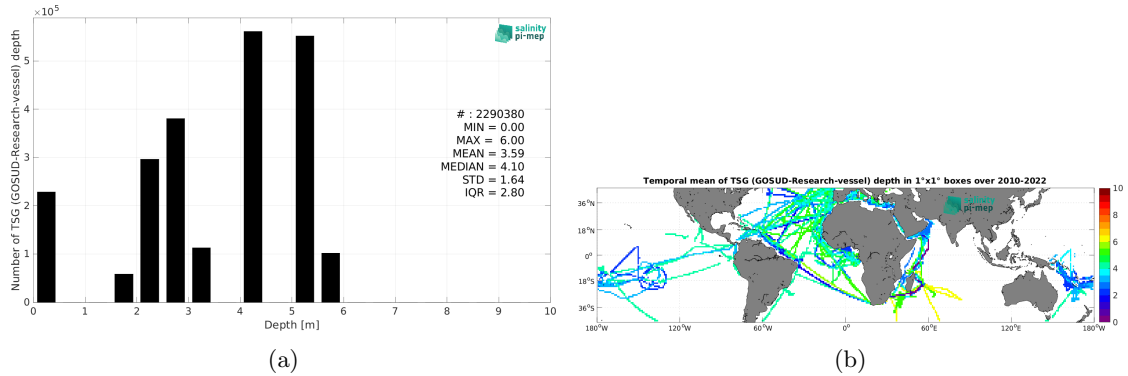 ×10⁵
salinity
pi-mep
Number of TSG (GOSUD-Research-vessel) depth
5
4
3
2
1
0
# : 2290380
MIN = 0.00
MAX = 6.00
MEAN = 3.59
MEDIAN = 4.10
STD = 1.64
IQR = 2.80
0 1 2 3 4 5 6 7 8 9 10
Depth [m]
(a)
Temporal mean of TSG (GOSUD-Research-vessel) depth in 1°x1° boxes over 2010-2022
salinity
pi-mep
36°N
18°N
0°
18°S
36°S
180°W 120°W 60°W 0° 60°E 120°E 180°E
10
8
6
4
2
0
(b)